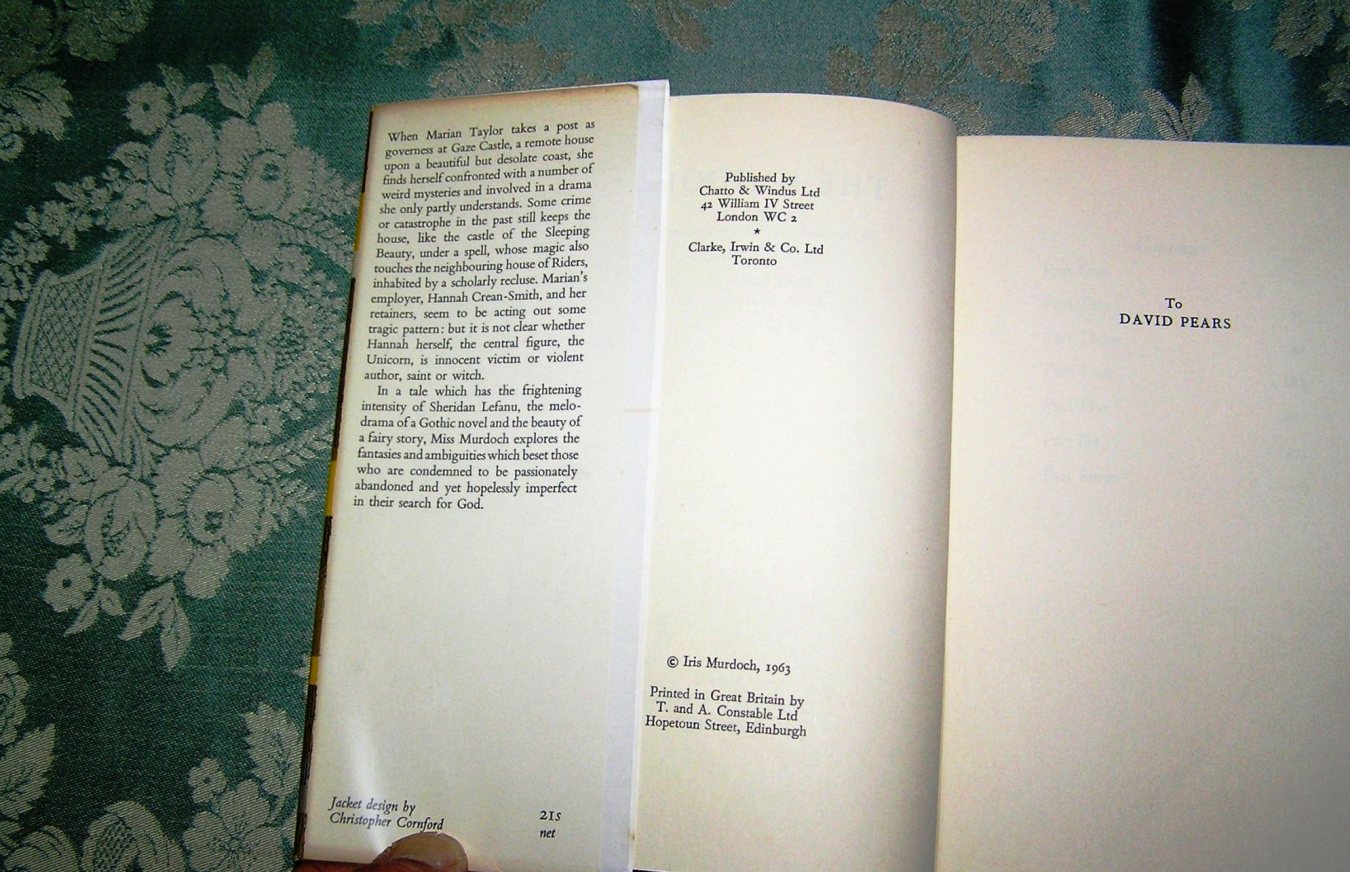 When Marian Taylor takes a post as
governess at Gaze Castle, a remote house
upon a beautiful but desolate coast, she
finds herself confronted with a number of
weird mysteries and involved in a drama
she only partly understands. Some crime
or catastrophe in the past still keeps the
house, like the castle of the Sleeping
Beauty, under a spell, whose magic also
touches the neighbouring house of Riders,
inhabited by a scholarly recluse. Marian's
employer, Hannah Crean-Smith, and her
retainers, seem to be acting out some
tragic pattern: but it is not clear whether
Hannah herself, the central figure, the
Unicorn, is innocent victim or violent
author, saint or witch.
In a tale which has the frightening
intensity of Sheridan Lefanu, the melo-
drama of a Gothic novel and the beauty of
a fairy story, Miss Murdoch explores the
fantasies and ambiguities which beset those
who are condemned to be passionately
abandoned and yet hopelessly imperfect
in their search for God.
Jacket design by
Christopher Cornford
21s
net
Published by
Chatto & Windus Ltd
42 William IV Street
London WC 2
★
Clarke, Irwin & Co. Ltd
Toronto
© Iris Murdoch, 1963
Printed in Great Britain by
T. and A. Constable Ltd
Hopetoun Street, Edinburgh
To
DAVID PEARS